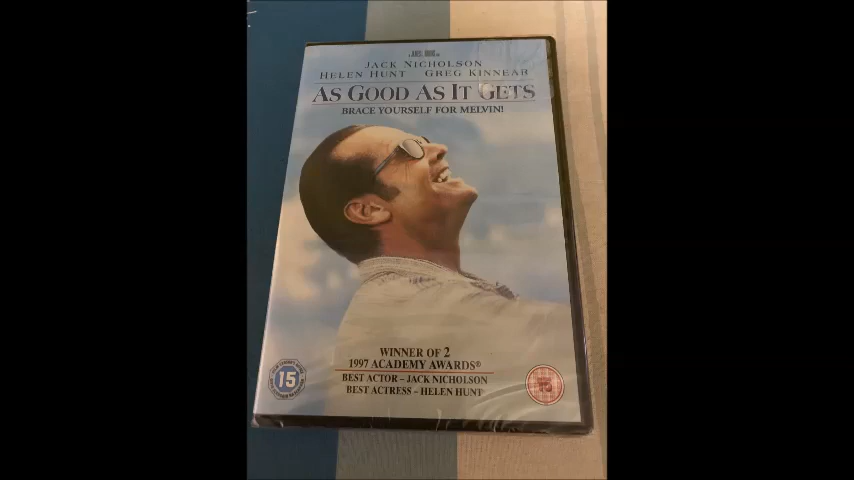 JACK NICHOLSON
HELEN HUNT GREG KINNEAR
AS GOOD AS IT GETS
BRACE YOURSELF FOR MELVIN!
WINNER OF 2
1997 ACADEMY AWARDS®
BEST ACTOR – JACK NICHOLSON
BEST ACTRESS – HELEN HUNT
15
15